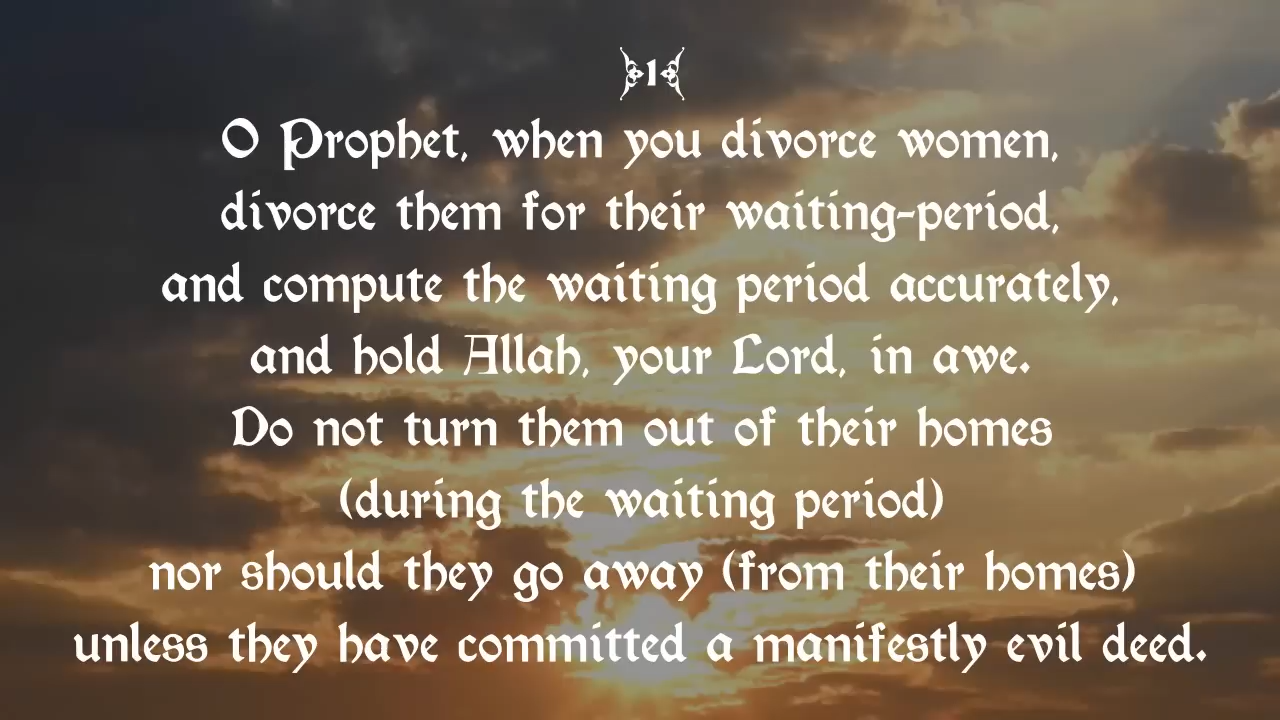 1
O Prophet, when you divorce women,
divorce them for their waiting-period,
and compute the waiting period accurately,
and hold Allah, your Lord, in awe.
Do not turn them out of their homes
(during the waiting period)
nor should they go away (from their homes)
unless they have committed a manifestly evil deed.